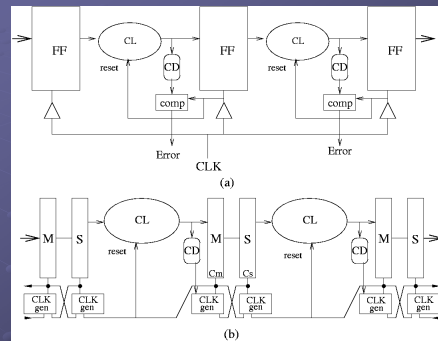 FF CL FF CL FF
reset CD reset CD
comp comp
Error Error
CLK
(a)
M S CL M S CL M S
reset CD reset CD
Cm Cs
CLK gen CLK gen CLK gen CLK gen CLK gen CLK gen
(b)